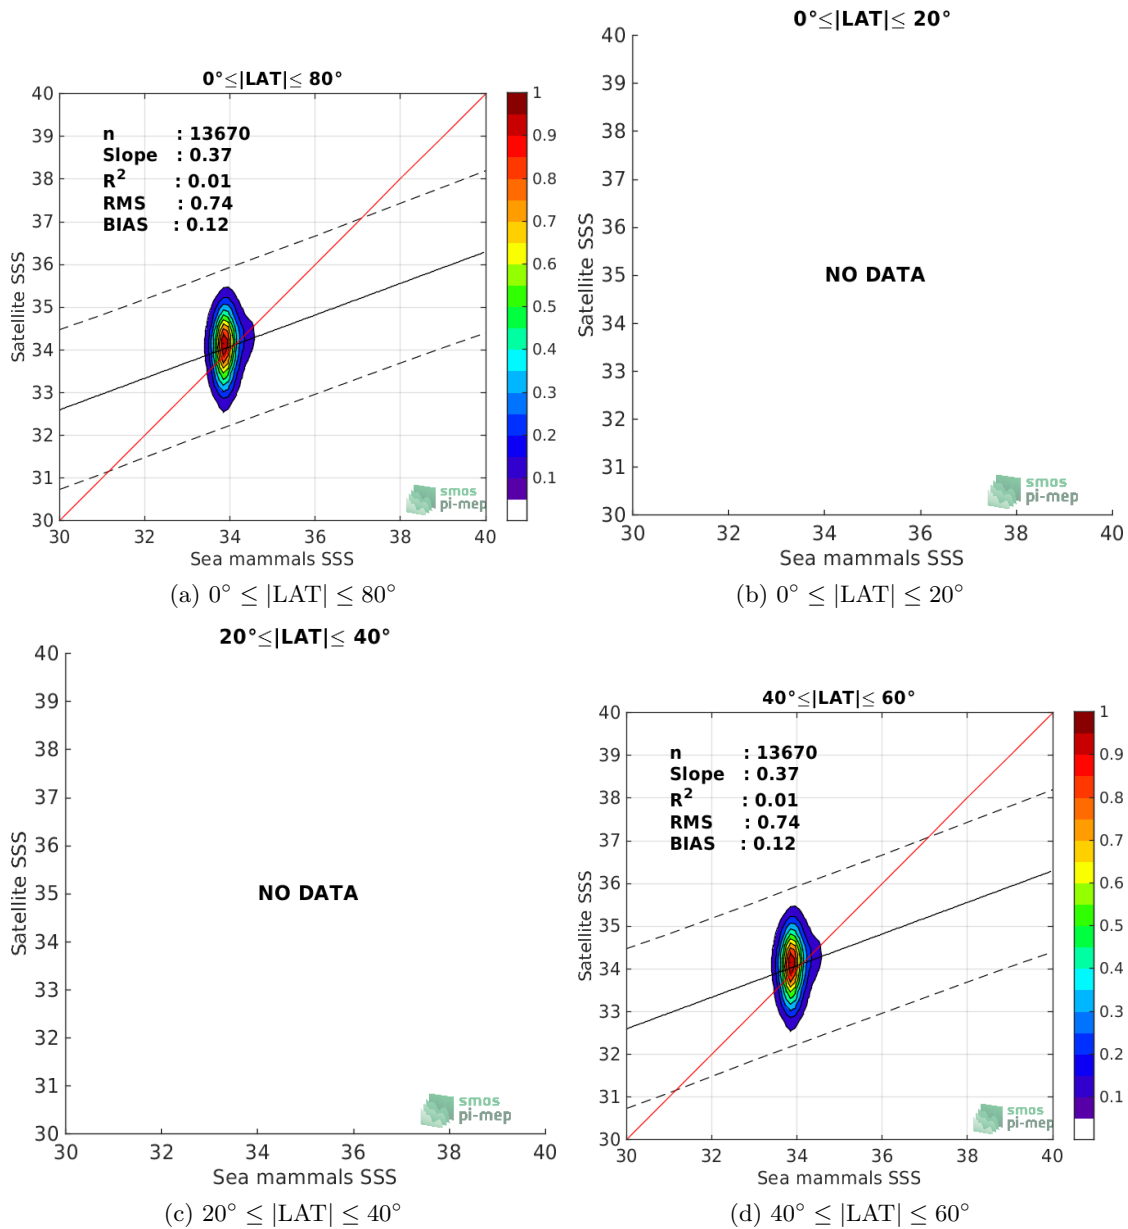 0°≤|LAT|≤ 80°
40
39
38
37
36
35
34
33
32
31
30
Satellite SSS
n : 13670
Slope : 0.37
R² : 0.01
RMS : 0.74
BIAS : 0.12
smos
pi-mep
30 32 34 36 38 40
Sea mammals SSS
1
0.9
0.8
0.7
0.6
0.5
0.4
0.3
0.2
0.1
(a) 0° ≤ |LAT| ≤ 80°
0°≤|LAT|≤ 20°
40
39
38
37
36
35
34
33
32
31
30
Satellite SSS
NO DATA
smos
pi-mep
30 32 34 36 38 40
Sea mammals SSS
(b) 0° ≤ |LAT| ≤ 20°
20°≤|LAT|≤ 40°
40
39
38
37
36
35
34
33
32
31
30
Satellite SSS
NO DATA
smos
pi-mep
30 32 34 36 38 40
Sea mammals SSS
(c) 20° ≤ |LAT| ≤ 40°
40°≤|LAT|≤ 60°
40
39
38
37
36
35
34
33
32
31
30
Satellite SSS
n : 13670
Slope : 0.37
R² : 0.01
RMS : 0.74
BIAS : 0.12
smos
pi-mep
30 32 34 36 38 40
Sea mammals SSS
1
0.9
0.8
0.7
0.6
0.5
0.4
0.3
0.2
0.1
(d) 40° ≤ |LAT| ≤ 60°